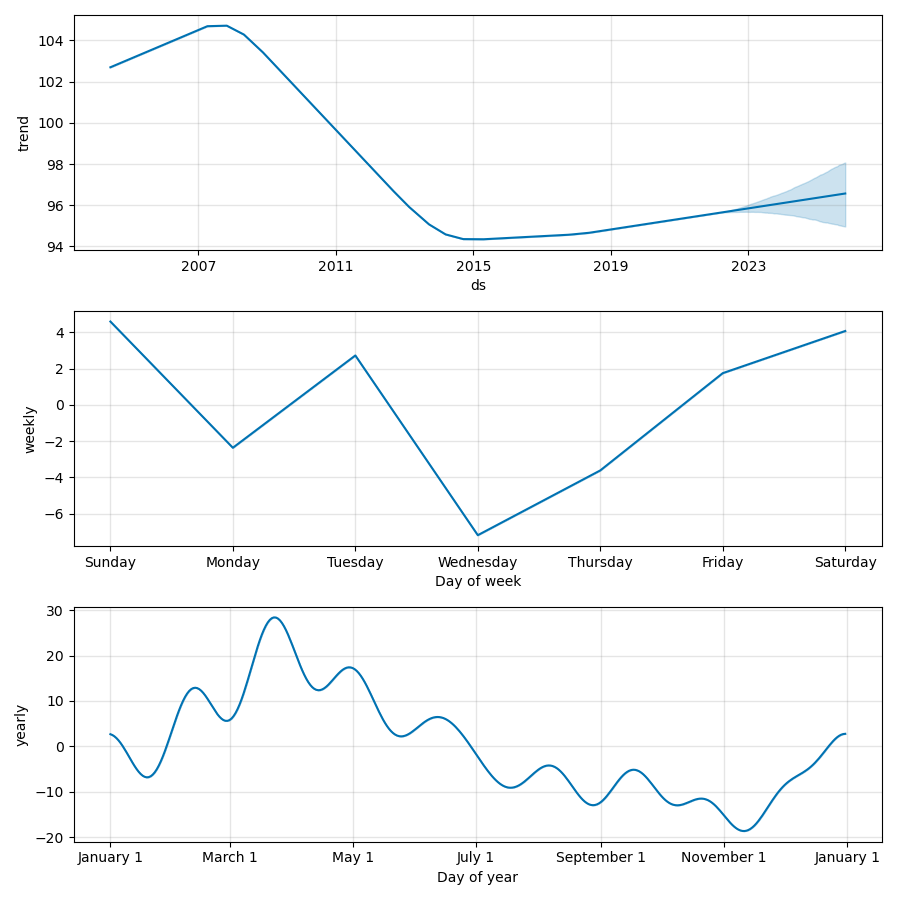 trend
104
102
100
98
96
94
2007 2011 2015 2019 2023
ds
weekly
4
2
0
−2
−4
−6
Sunday Monday Tuesday Wednesday Thursday Friday Saturday
Day of week
yearly
30
20
10
0
−10
−20
January 1 March 1 May 1 July 1 September 1 November 1 January 1
Day of year